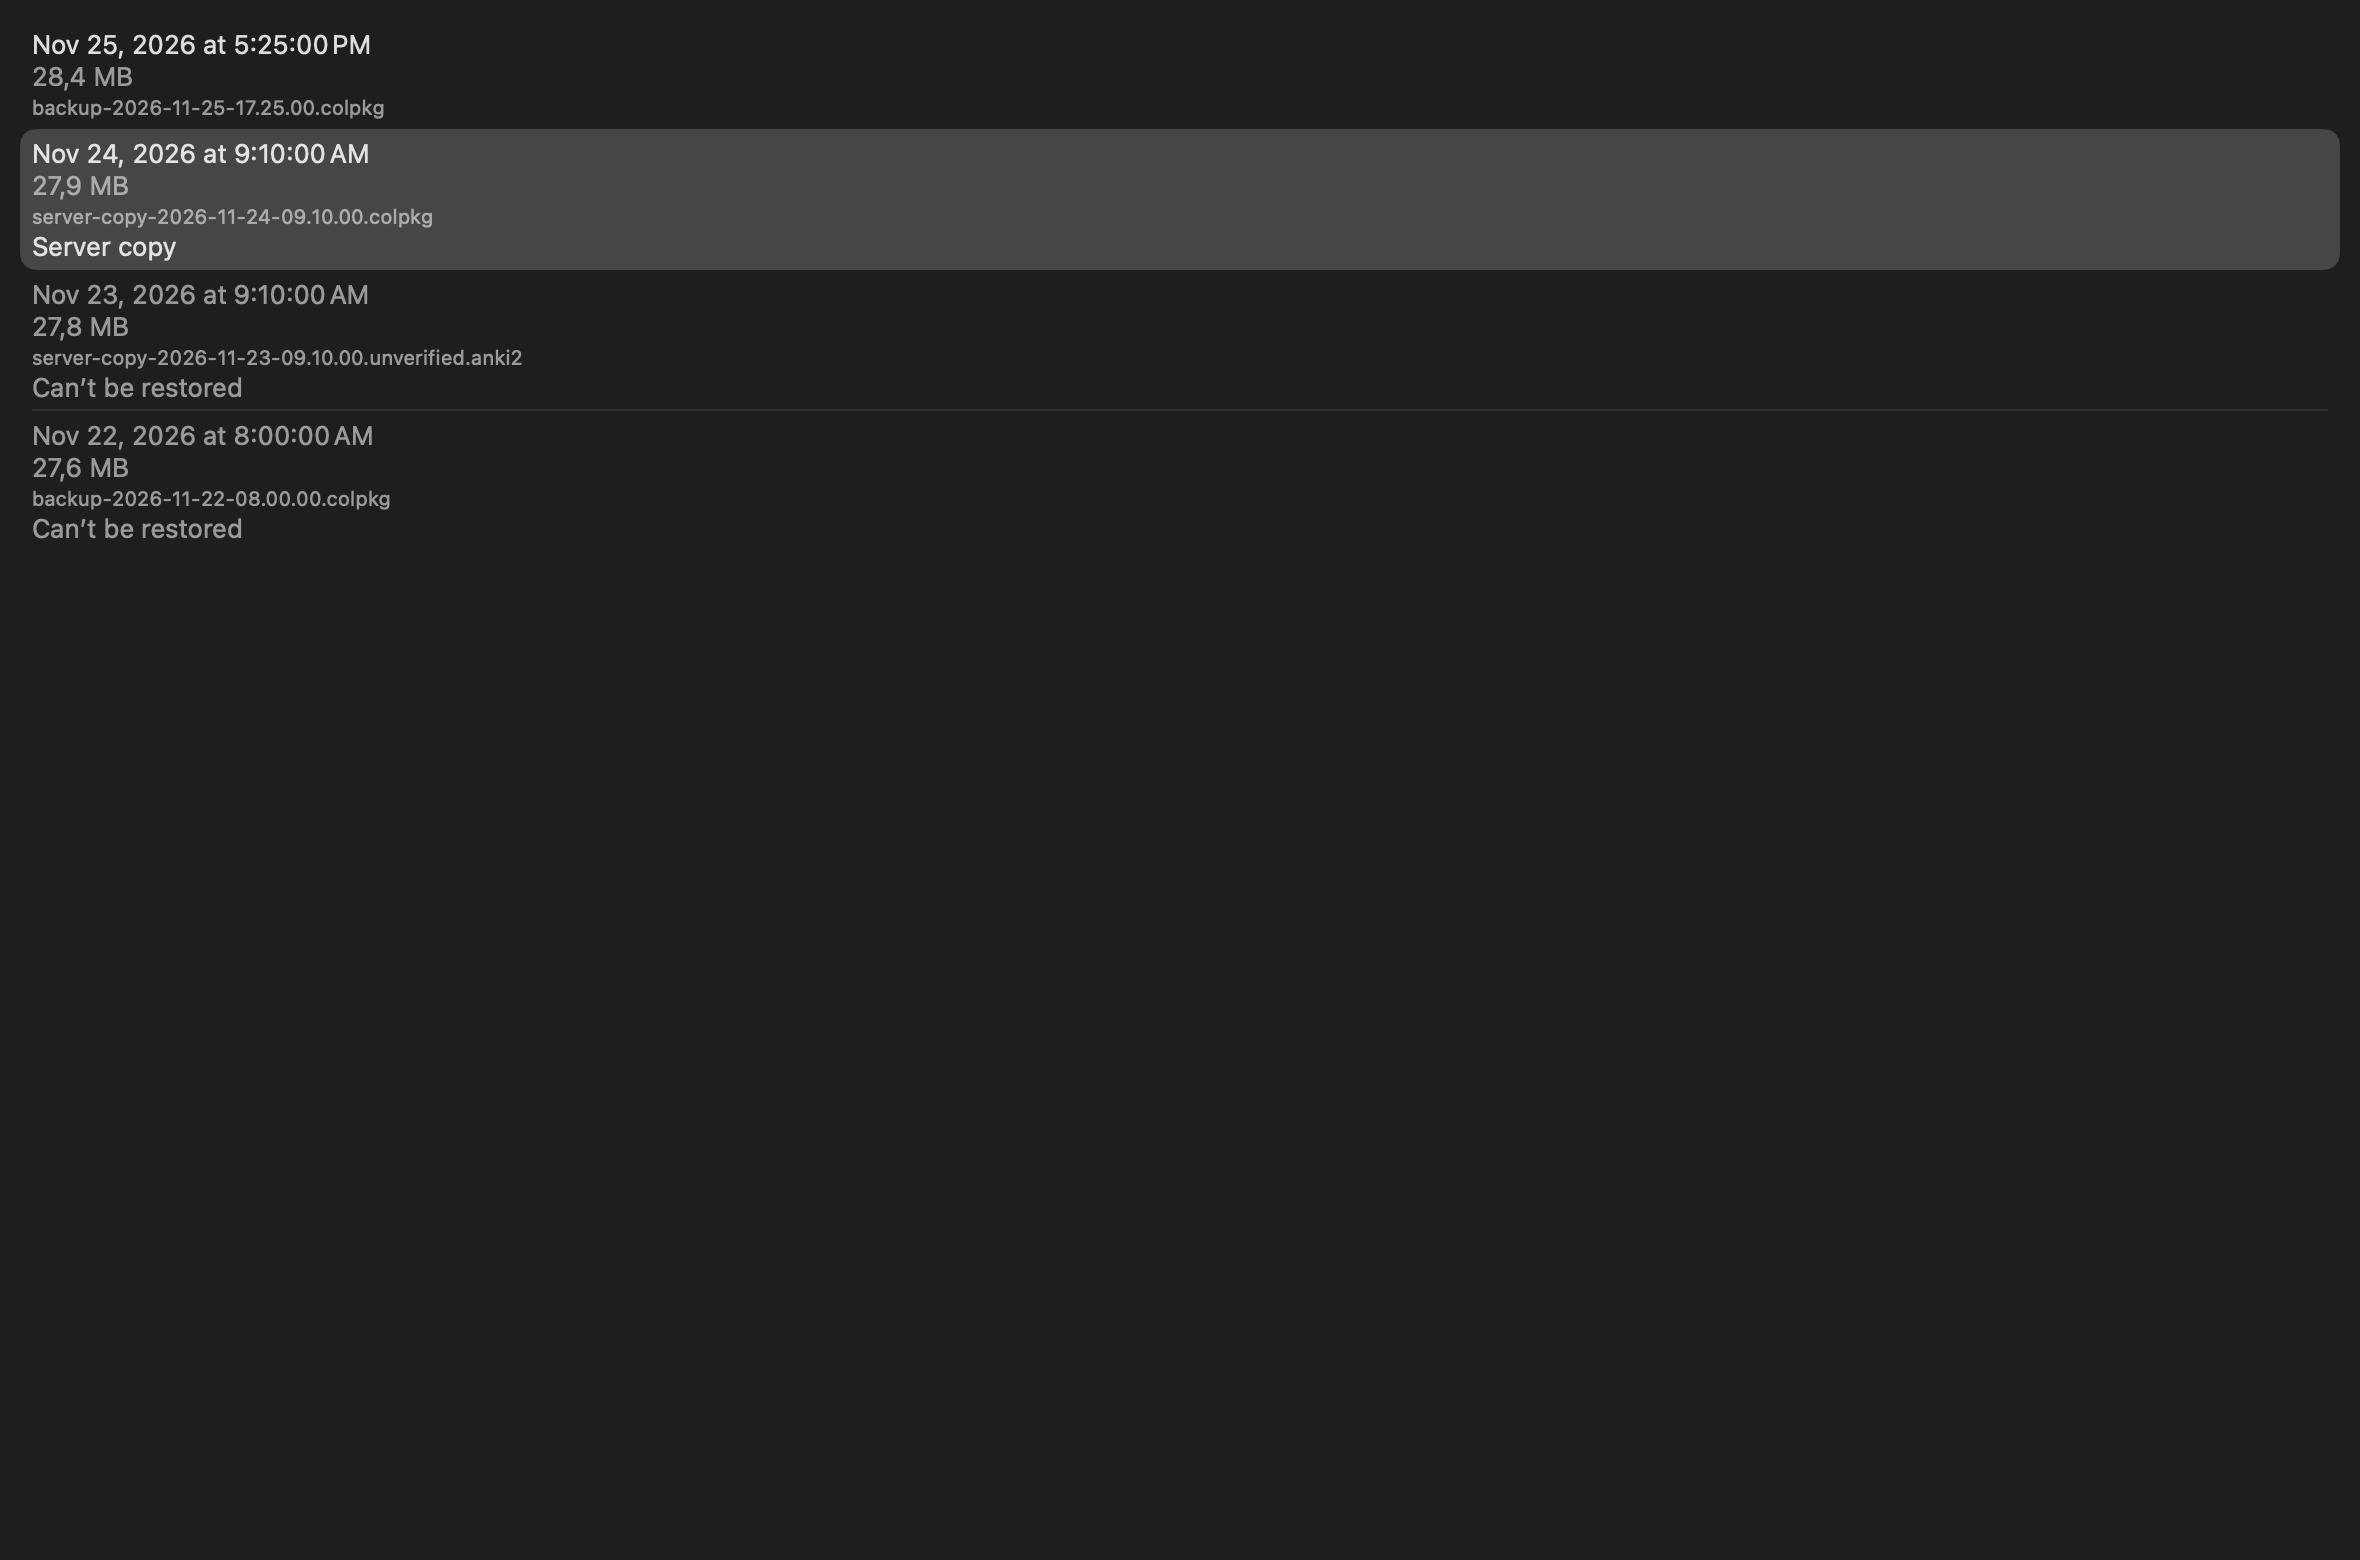 Nov 25, 2026 at 5:25:00 PM
28,4 MB
backup-2026-11-25-17.25.00.colpkg
Nov 24, 2026 at 9:10:00 AM
27,9 MB
server-copy-2026-11-24-09.10.00.colpkg
Server copy
Nov 23, 2026 at 9:10:00 AM
27,8 MB
server-copy-2026-11-23-09.10.00.unverified.anki2
Can’t be restored
Nov 22, 2026 at 8:00:00 AM
27,6 MB
backup-2026-11-22-08.00.00.colpkg
Can’t be restored